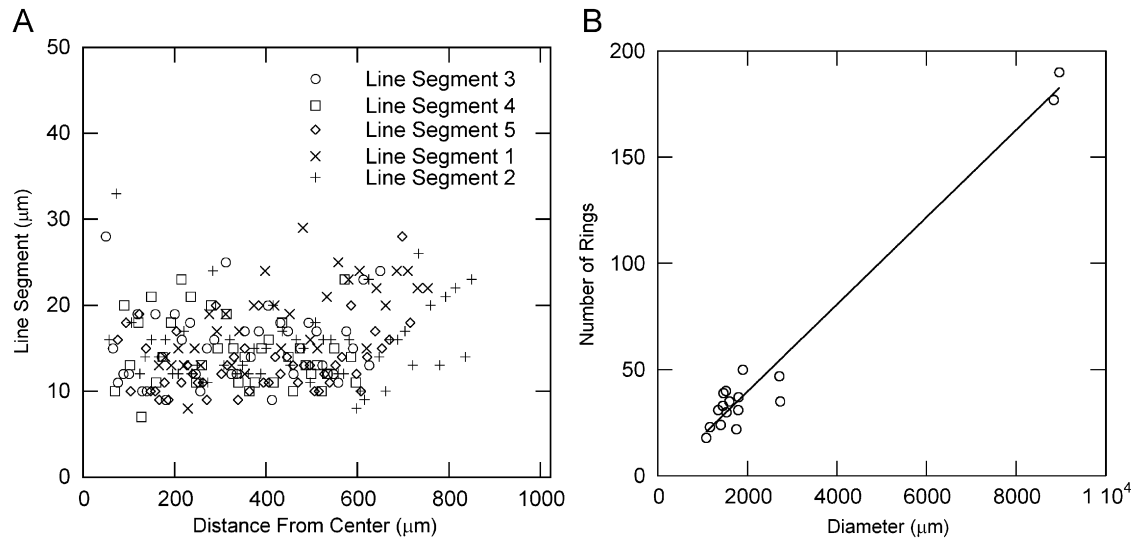 A
50
40
30
20
10
0
Line Segment (μm)
Line Segment 3
Line Segment 4
Line Segment 5
Line Segment 1
Line Segment 2
0 200 400 600 800 1000
Distance From Center (μm)
B
200
150
100
50
0
Number of Rings
0 2000 4000 6000 8000 1 10⁴
Diameter (μm)